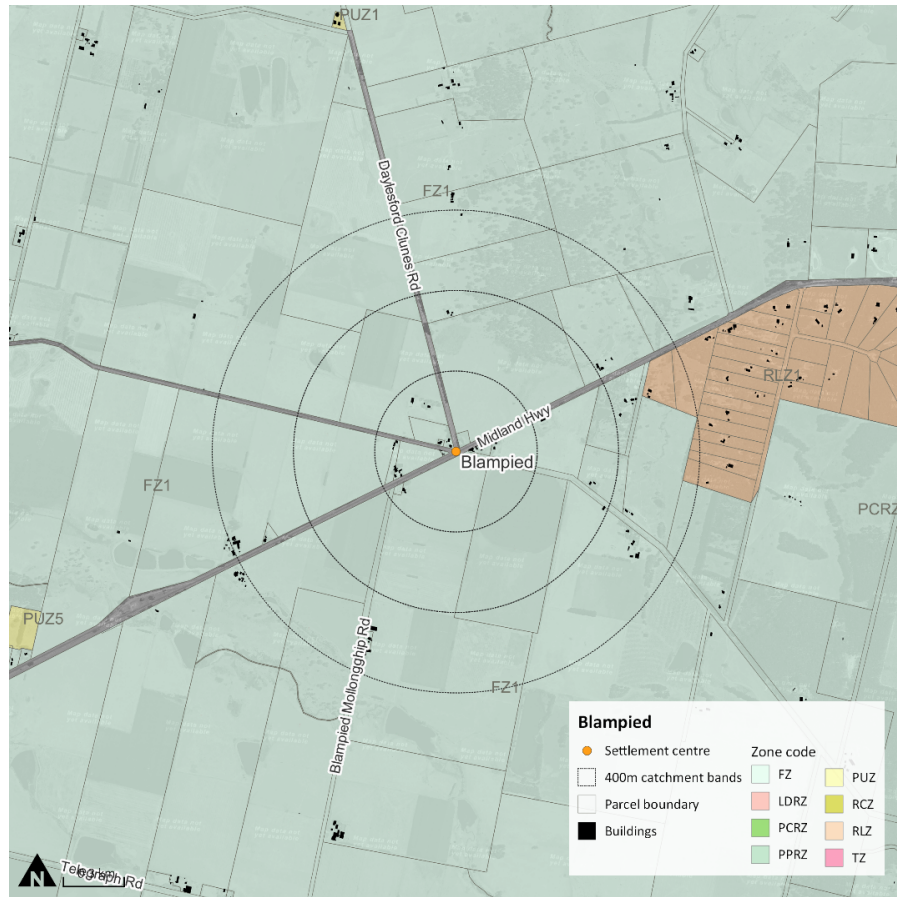 PUZ1
Daylesford Clunes Rd
FZ1
RLZ1
Midland Hwy
Blampied
FZ1
PCRZ
PUZ5
Blampied Mollongghip Rd
FZ1
Telegraph Rd
N
Blampied
Settlement centre
400m catchment bands
Parcel boundary
Buildings
Zone code
FZ
LDRZ
PCRZ
PPRZ
PUZ
RCZ
RLZ
TZ